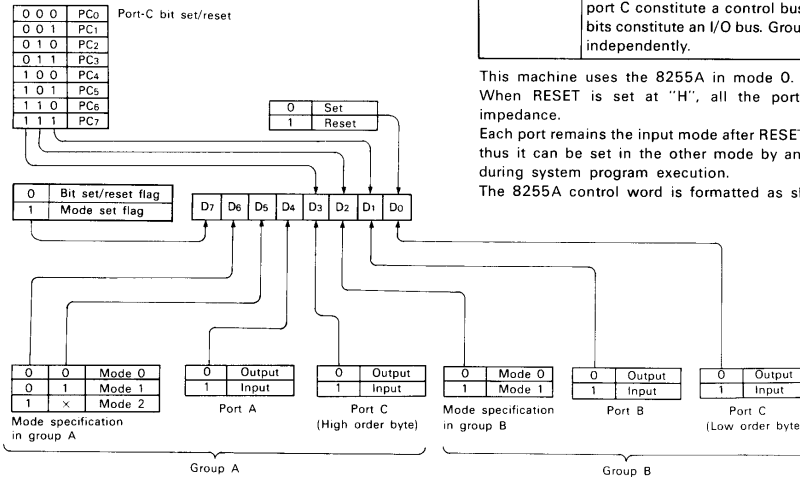 0 0 0 PC0 Port-C bit set/reset
0 0 1 PC1
0 1 0 PC2
0 1 1 PC3
1 0 0 PC4
1 0 1 PC5
1 1 0 PC6
1 1 1 PC7
0 Set
1 Reset
port C constitute a control bus
bits constitute an I/O bus. Grou
independently.
This machine uses the 8255A in mode 0.
When RESET is set at "H", all the port
impedance.
Each port remains the input mode after RESET
thus it can be set in the other mode by an
during system program execution.
The 8255A control word is formatted as s
0 Bit set/reset flag
1 Mode set flag
D7 D6 D5 D4 D3 D2 D1 D0
0 0 Mode 0
0 1 Mode 1
1 × Mode 2
Mode specification
in group A
0 Output
1 Input
Port A
0 Output
1 Input
Port C
(High order byte)
0 Mode 0
1 Mode 1
Mode specification
in group B
0 Output
1 Input
Port B
0 Output
1 Input
Port C
(Low order byte
Group A
Group B